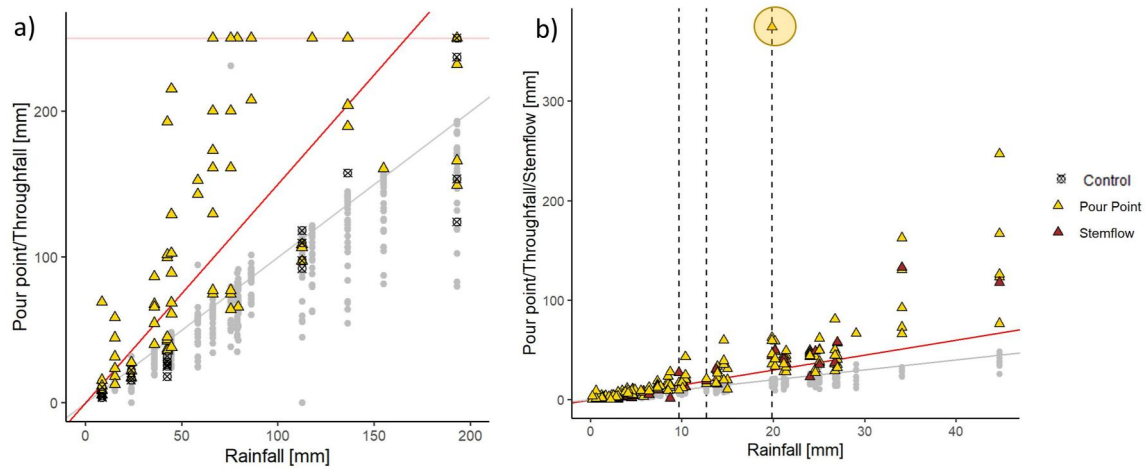 a)
Pour point/Throughfall [mm]
200
100
0
0
50
100
150
200
Rainfall [mm]
b)
Pour point/Throughfall/Stemflow [mm]
300
200
100
0
0
10
20
30
40
Rainfall [mm]
Control
Pour Point
Stemflow